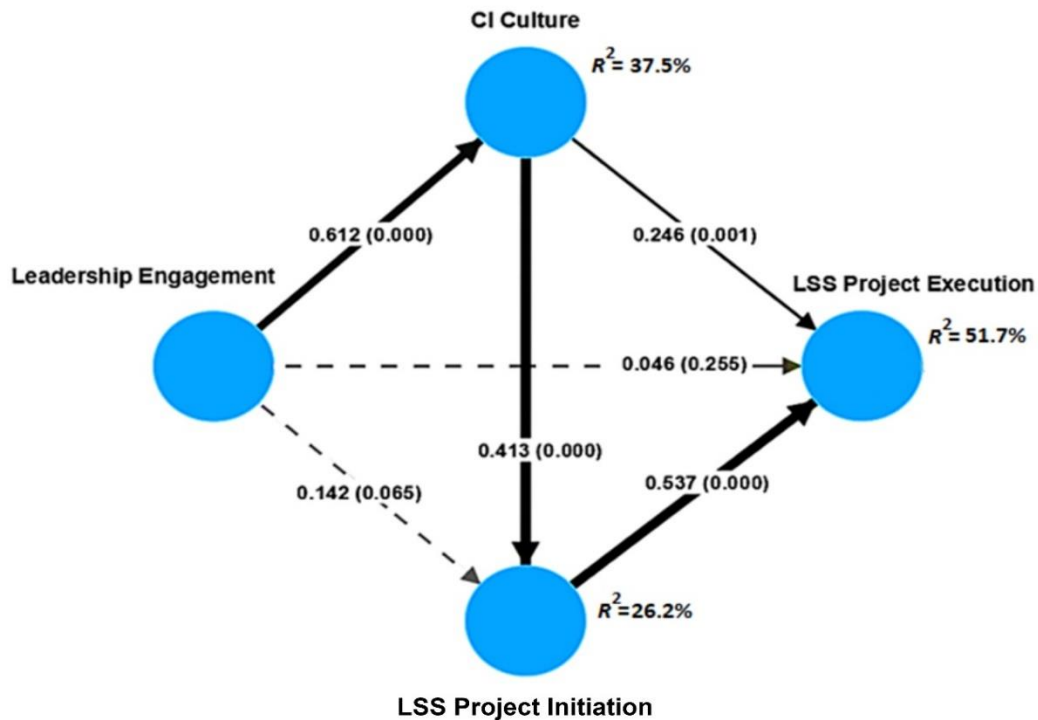 CI Culture
R²= 37.5%
0.612 (0.000)
0.246 (0.001)
Leadership Engagement
LSS Project Execution
R²= 51.7%
0.046 (0.255)
0.413 (0.000)
0.142 (0.065)
0.537 (0.000)
R²=26.2%
LSS Project Initiation